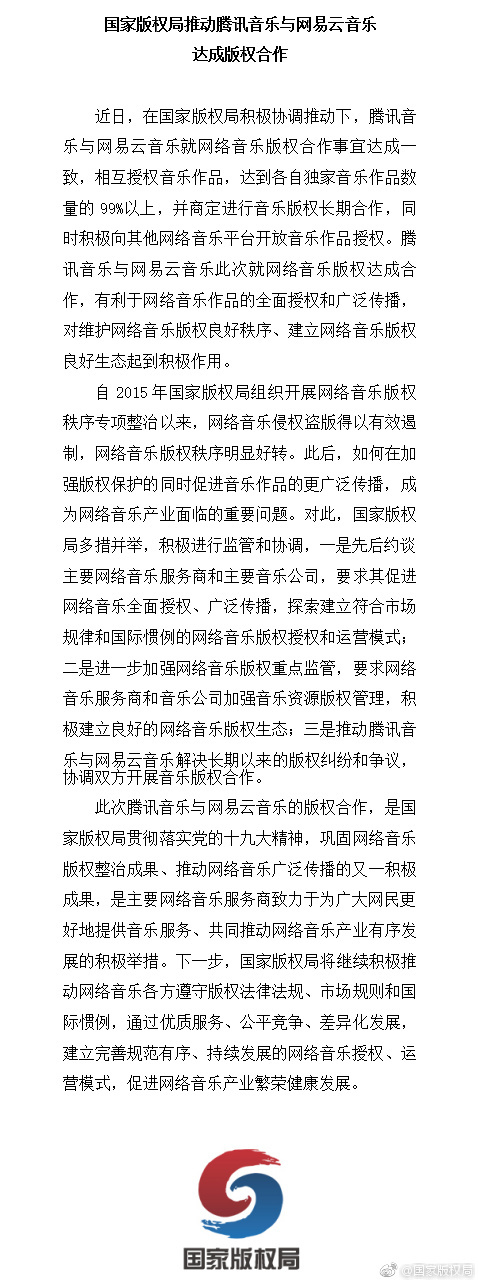 国家版权局推动腾讯音乐与网易云音乐
达成版权合作
近日，在国家版权局积极协调推动下，腾讯音
乐与网易云音乐就网络音乐版权合作事宜达成一
致，相互授权音乐作品，达到各自独家音乐作品数
量的 99%以上，并商定进行音乐版权长期合作，同
时积极向其他网络音乐平台开放音乐作品授权。腾
讯音乐与网易云音乐此次就网络音乐版权达成合
作，有利于网络音乐作品的全面授权和广泛传播，
对维护网络音乐版权良好秩序、建立网络音乐版权
良好生态起到积极作用。
自 2015 年国家版权局组织开展网络音乐版权
秩序专项整治以来，网络音乐侵权盗版得以有效遏
制，网络音乐版权秩序明显好转。此后，如何在加
强版权保护的同时促进音乐作品的更广泛传播，成
为网络音乐产业面临的重要问题。对此，国家版权
局多措并举，积极进行监管和协调，一是先后约谈
主要网络音乐服务商和主要音乐公司，要求其促进
网络音乐全面授权、广泛传播，探索建立符合市场
规律和国际惯例的网络音乐版权授权和运营模式；
二是进一步加强网络音乐版权重点监管，要求网络
音乐服务商和音乐公司加强音乐资源版权管理，积
极建立良好的网络音乐版权生态；三是推动腾讯音
乐与网易云音乐解决长期以来的版权纠纷和争议，
协调双方开展音乐版权合作。
此次腾讯音乐与网易云音乐的版权合作，是国
家版权局贯彻落实党的十九大精神，巩固网络音乐
版权整治成果、推动网络音乐广泛传播的又一积极
成果，是主要网络音乐服务商致力于为广大网民更
好地提供音乐服务、共同推动网络音乐产业有序发
展的积极举措。下一步，国家版权局将继续积极推
动网络音乐各方遵守版权法律法规、市场规则和国
际惯例，通过优质服务、公平竞争、差异化发展，
建立完善规范有序、持续发展的网络音乐授权、运
营模式，促进网络音乐产业繁荣健康发展。
国家版权局
@国家版权局